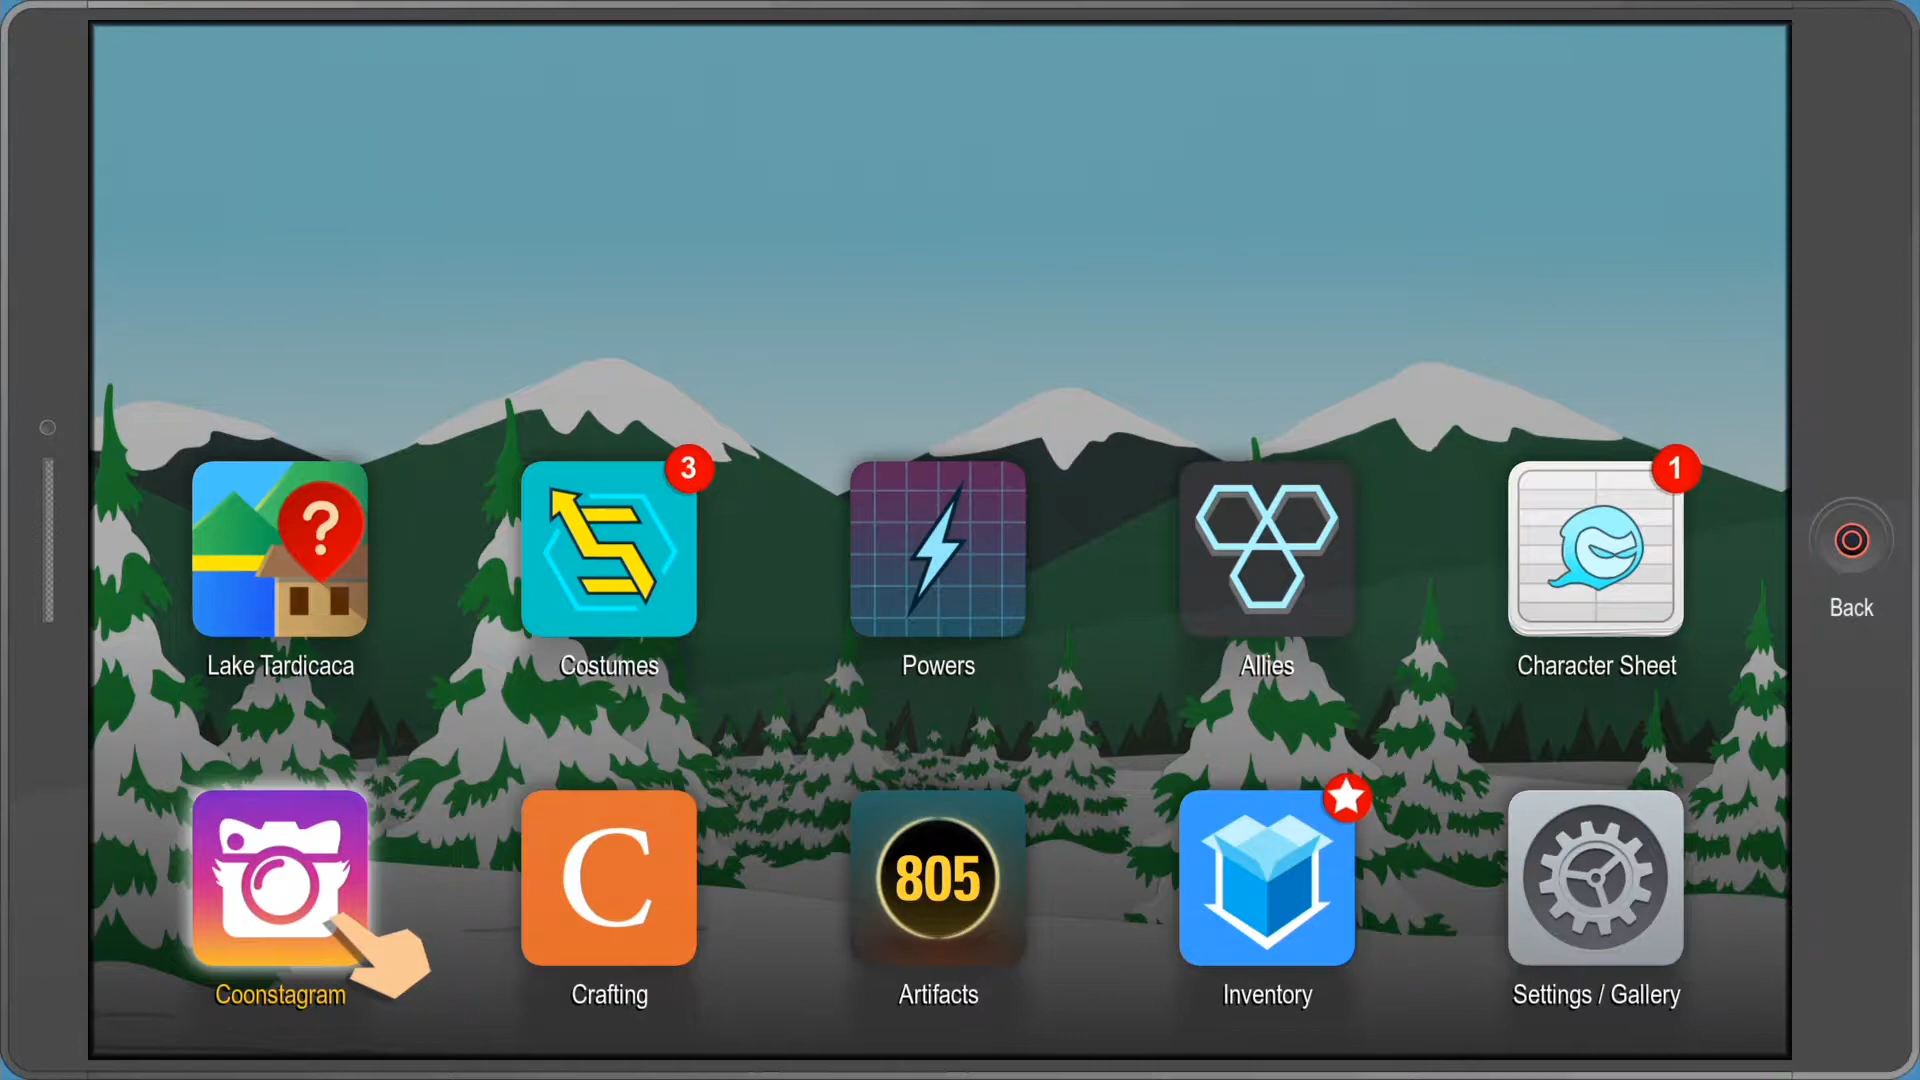 3
?
1
Lake Tardicaca
Costumes
Powers
Allies
Character Sheet
Back
C
805
Coonstagram
Crafting
Artifacts
Inventory
Settings / Gallery